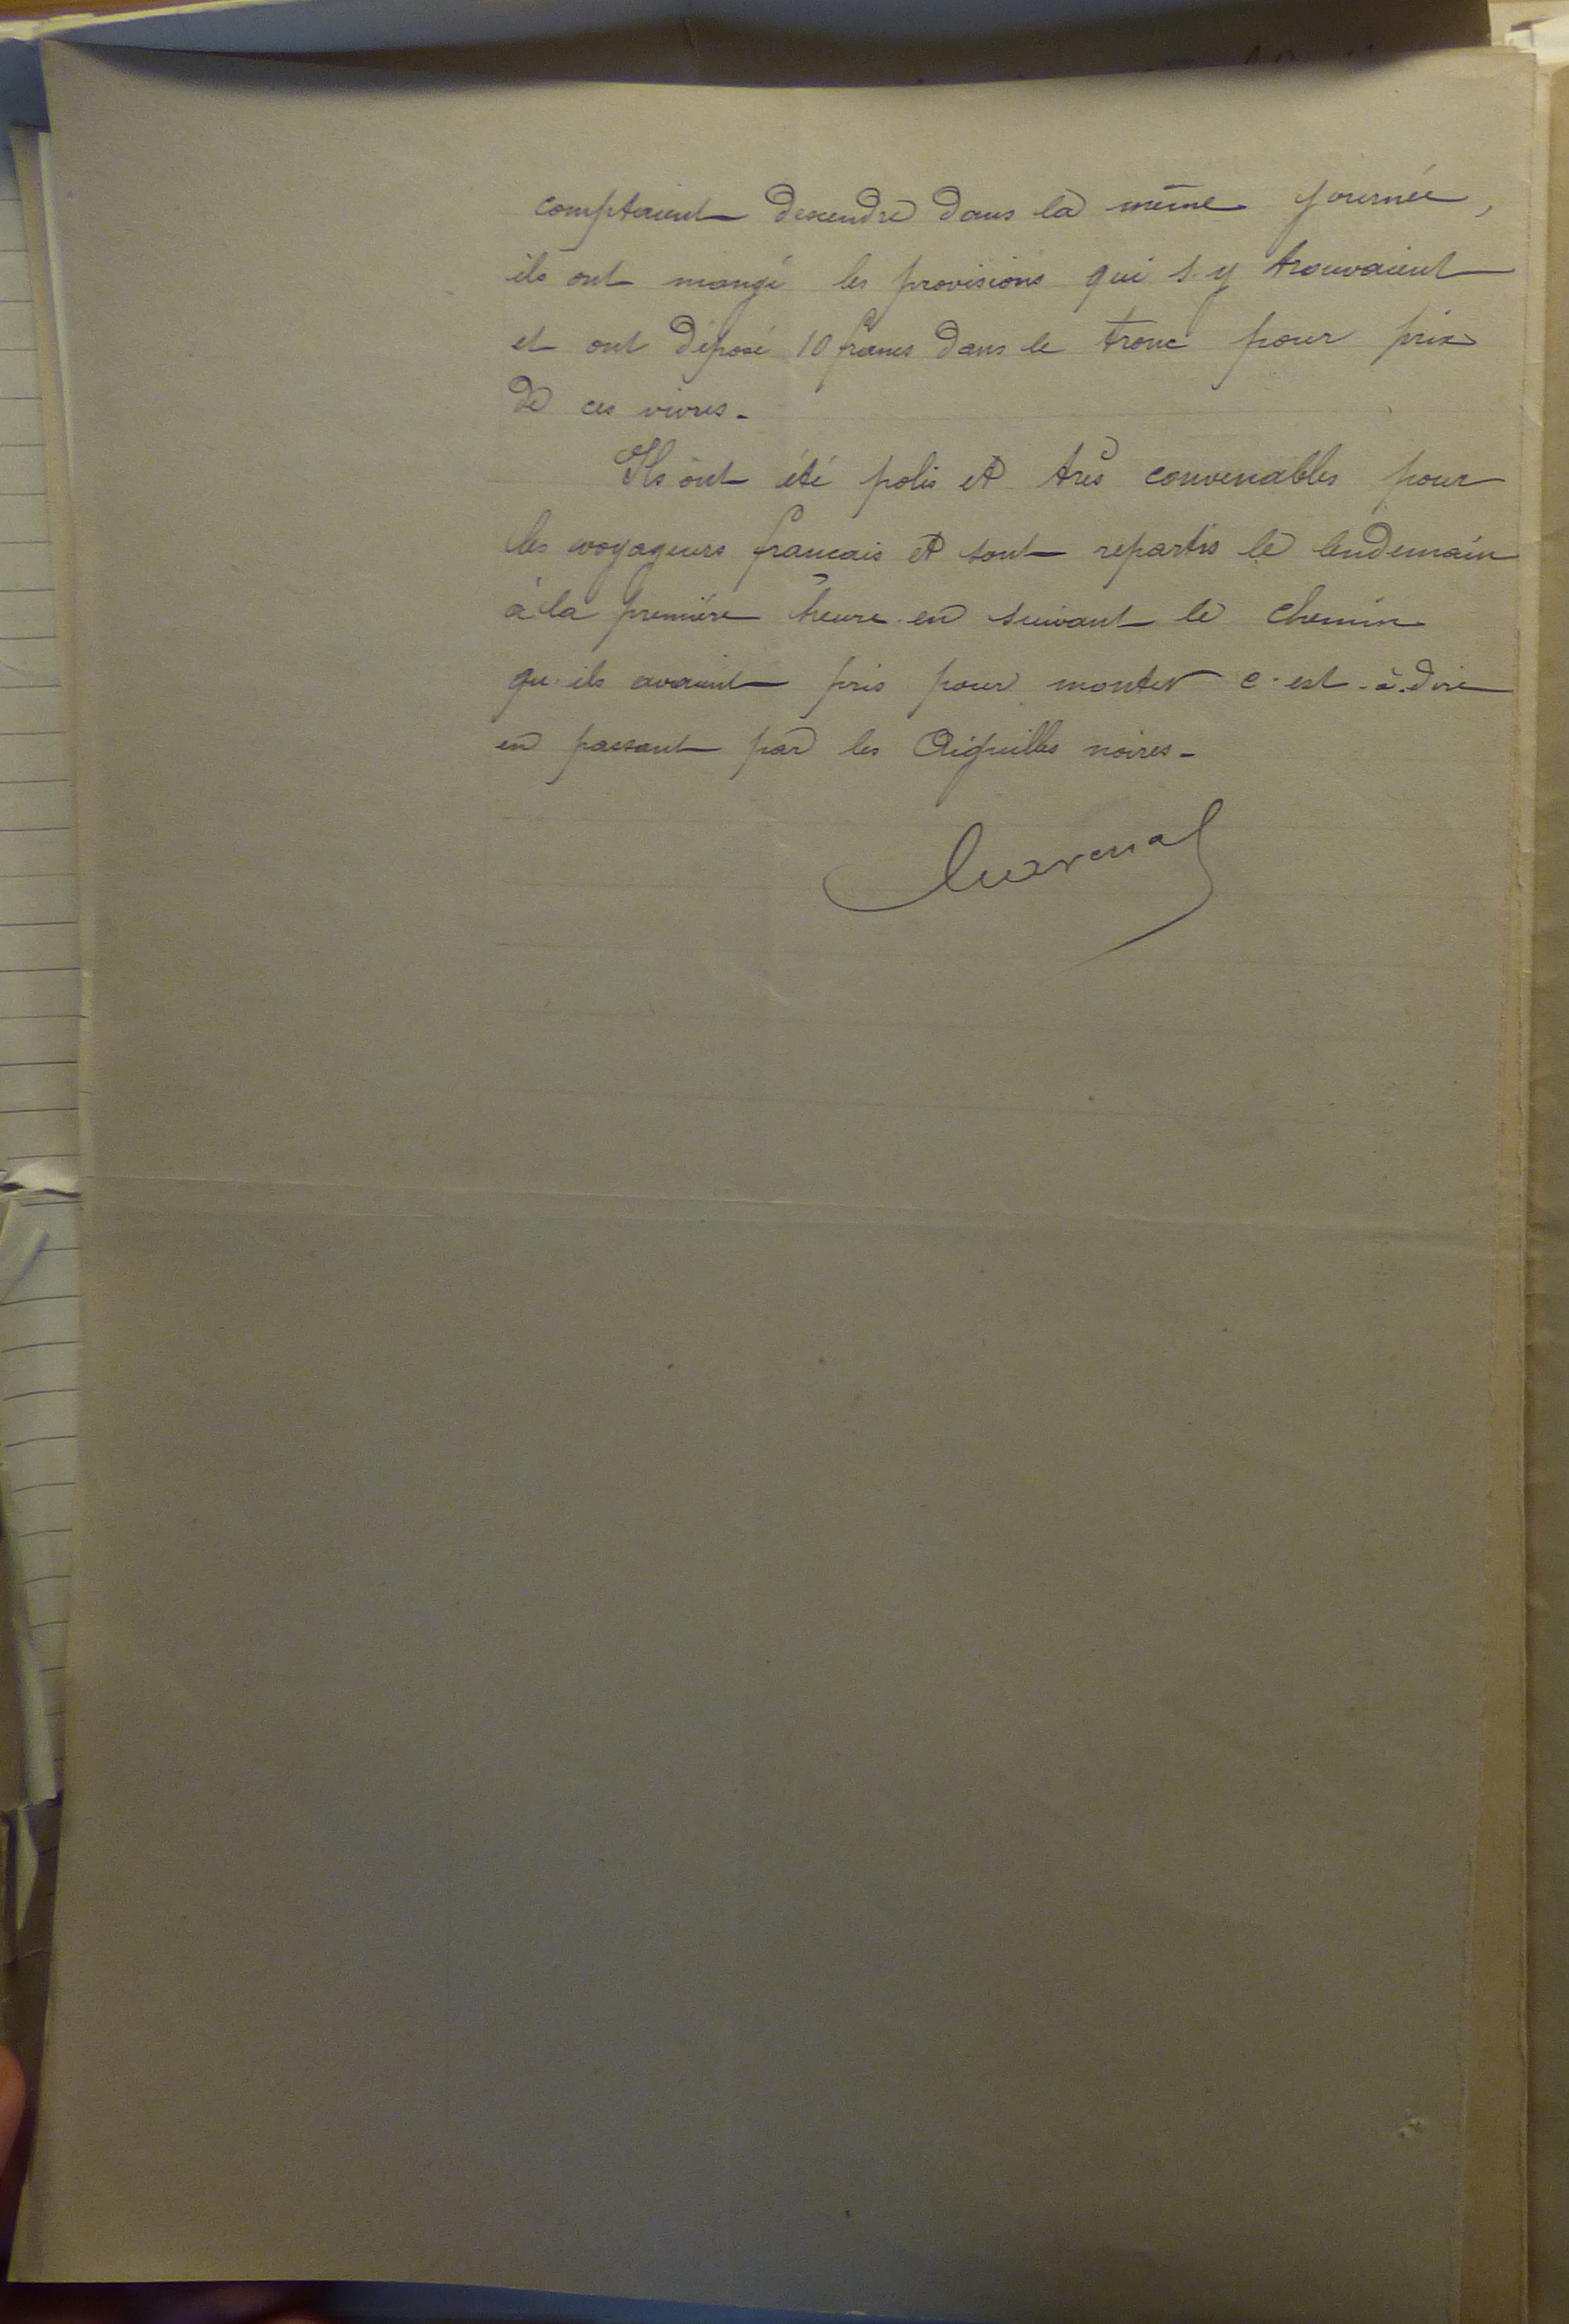 comptaient descendre dans la même journée,
ils ont mangé les provisions qui s'y trouvaient
et ont déposé 10 francs dans le tronc pour prix
de ces vivres.
Ils ont été polis et très convenables pour
les voyageurs francais et sont repartis le lendemain
à la première heure en suivant le chemin
qu'ils avaient pris pour monter c'est-à-dire
en passant par les Aiguilles noires.